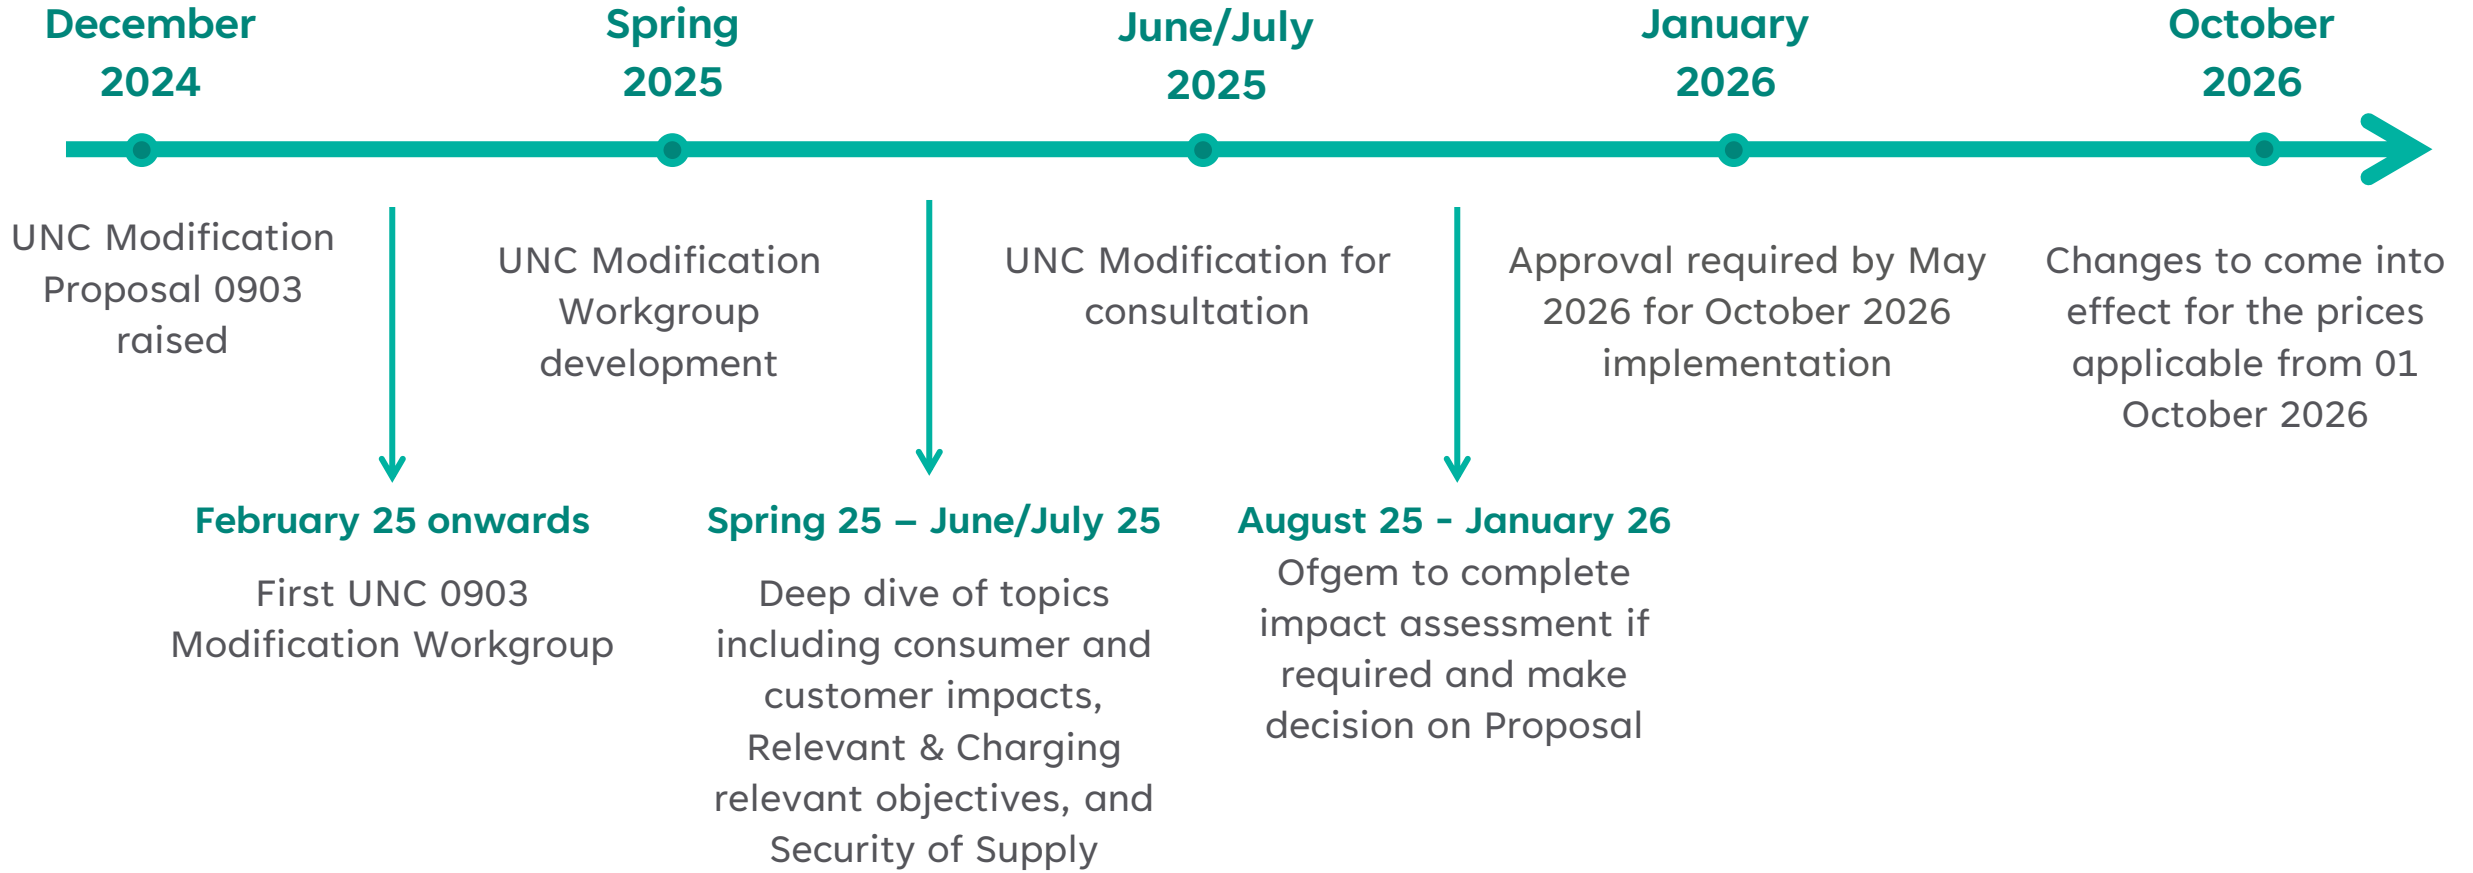 December
2024
Spring
2025
June/July
2025
January
2026
October
2026
UNC Modification
Proposal 0903
raised
UNC Modification
Workgroup
development
UNC Modification for
consultation
Approval required by May
2026 for October 2026
implementation
Changes to come into
effect for the prices
applicable from 01
October 2026
February 25 onwards
First UNC 0903
Modification Workgroup
Spring 25 – June/July 25
Deep dive of topics
including consumer and
customer impacts,
Relevant & Charging
relevant objectives, and
Security of Supply
August 25 - January 26
Ofgem to complete
impact assessment if
required and make
decision on Proposal